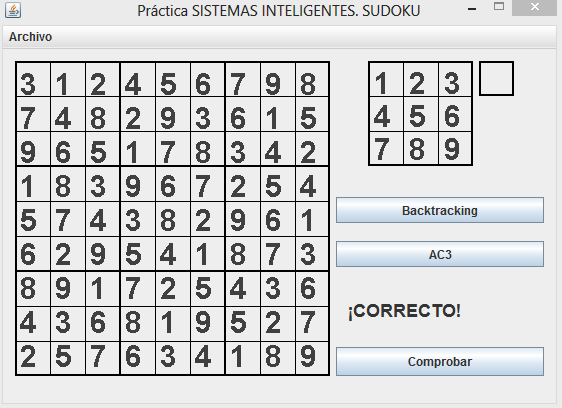 Práctica SISTEMAS INTELIGENTES. SUDOKU
Archivo
3 1 2 4 5 6 7 9 8
7 4 8 2 9 3 6 1 5
9 6 5 1 7 8 3 4 2
1 8 3 9 6 7 2 5 4
5 7 4 3 8 2 9 6 1
6 2 9 5 4 1 8 7 3
8 9 1 7 2 5 4 3 6
4 3 6 8 1 9 5 2 7
2 5 7 6 3 4 1 8 9
1 2 3
4 5 6
7 8 9
Backtracking
AC3
¡CORRECTO!
Comprobar